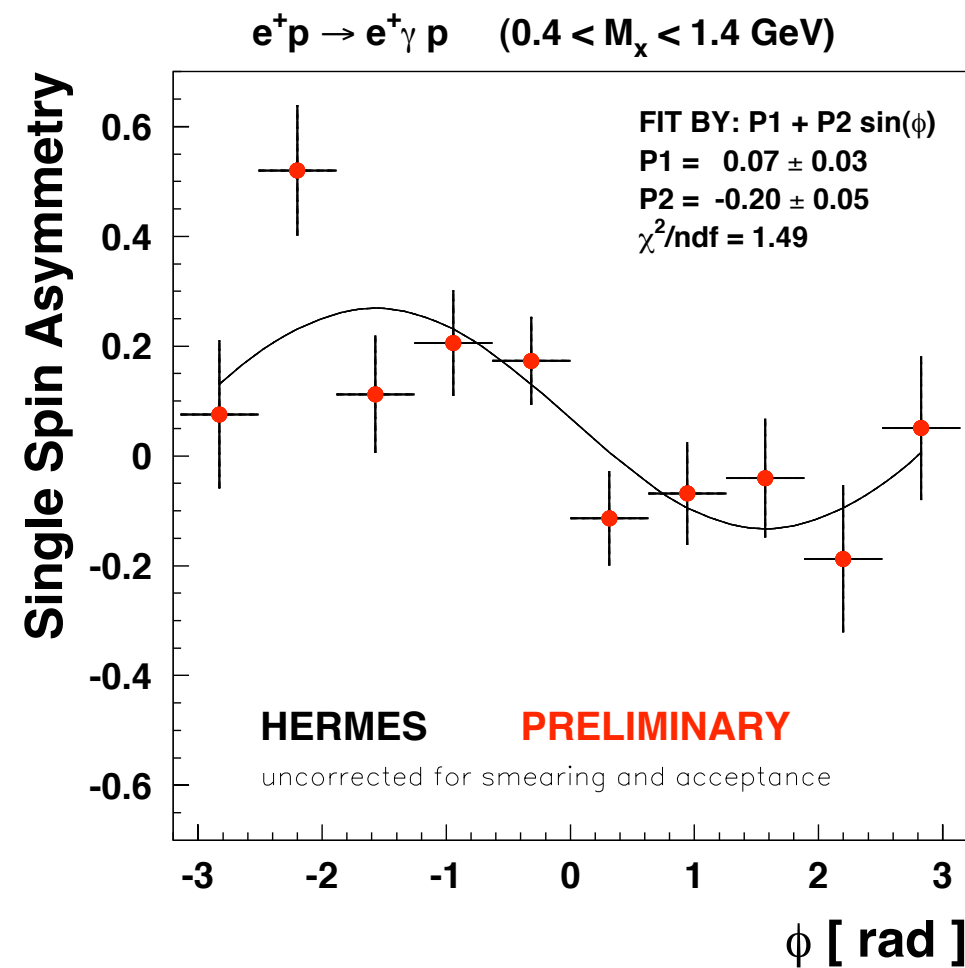 e⁺p → e⁺γ p (0.4 < Mₓ < 1.4 GeV)
Single Spin Asymmetry
FIT BY: P1 + P2 sin(φ)
P1 = 0.07 ± 0.03
P2 = -0.20 ± 0.05
χ²/ndf = 1.49
0.6
0.4
0.2
0
-0.2
-0.4
-0.6
HERMES PRELIMINARY
uncorrected for smearing and acceptance
-3 -2 -1 0 1 2 3
φ [ rad ]